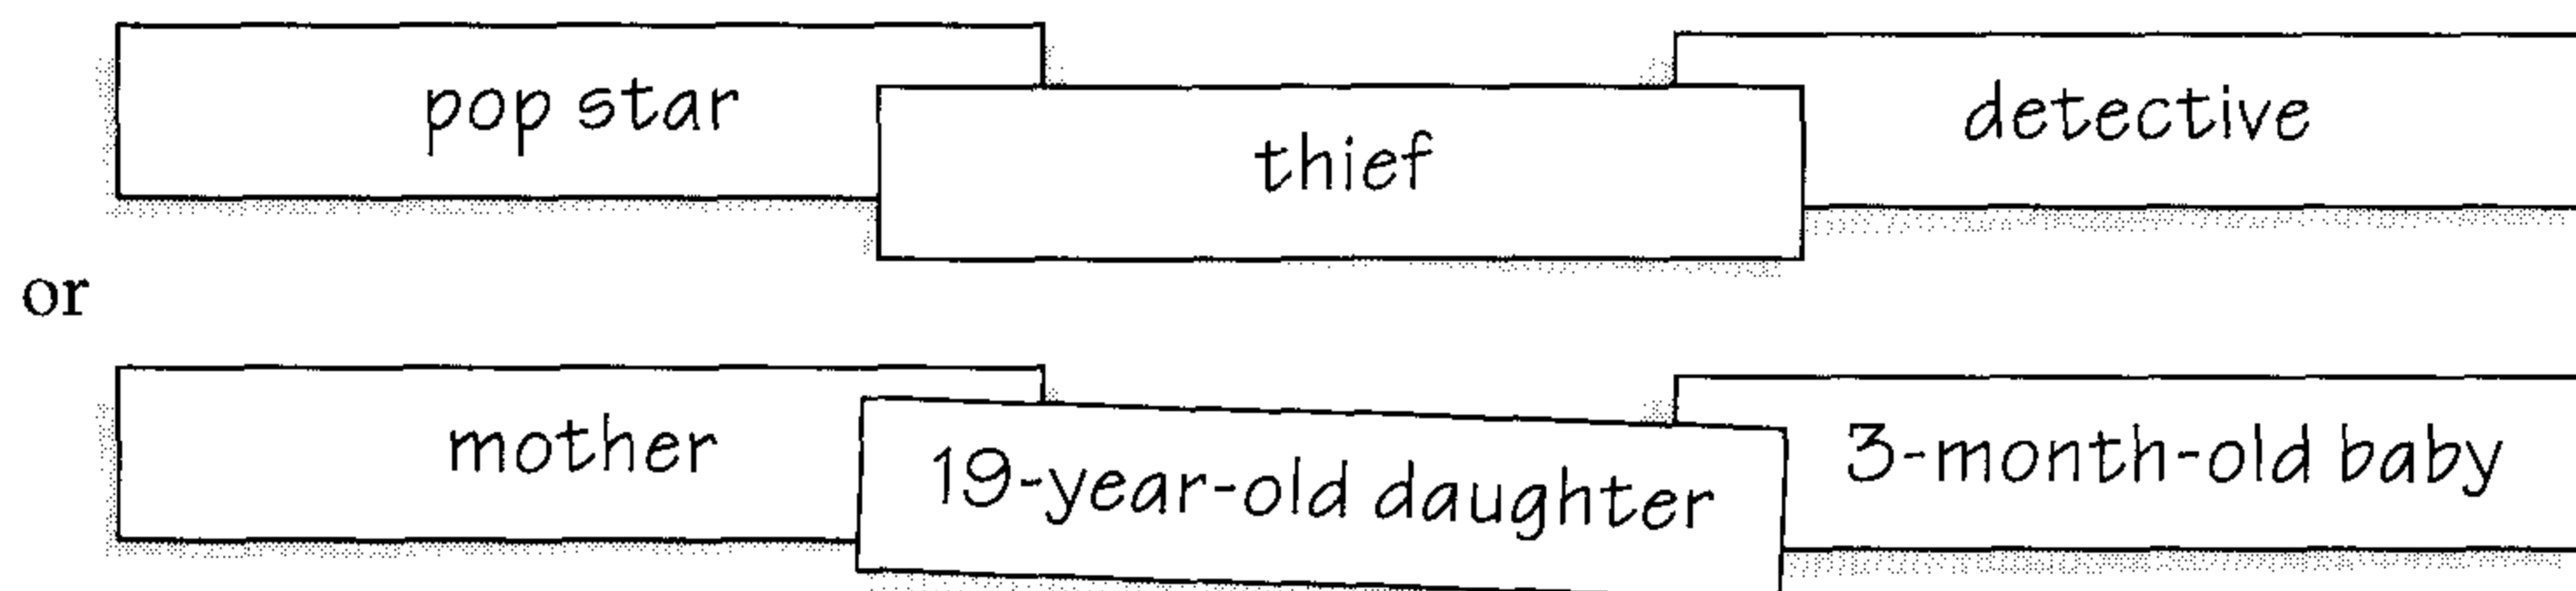 pop star
thief
detective
or
mother
19-year-old daughter
3-month-old baby